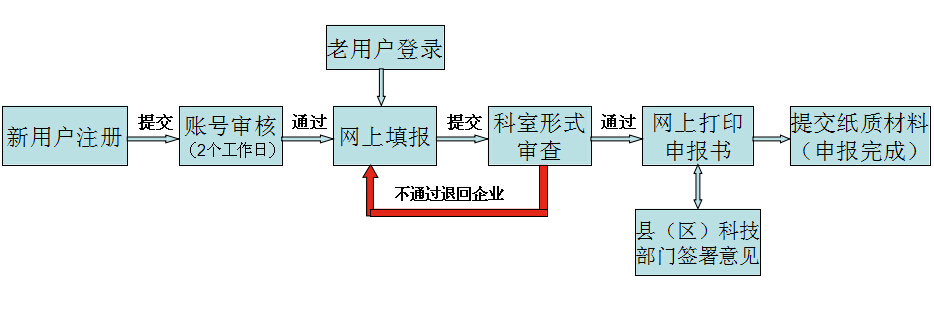 老用户登录
新用户注册
提交
账号审核
（2个工作日）
通过
网上填报
提交
科室形式
审查
通过
网上打印
申报书
提交纸质材料
（申报完成）
不通过退回企业
县（区）科技
部门签署意见